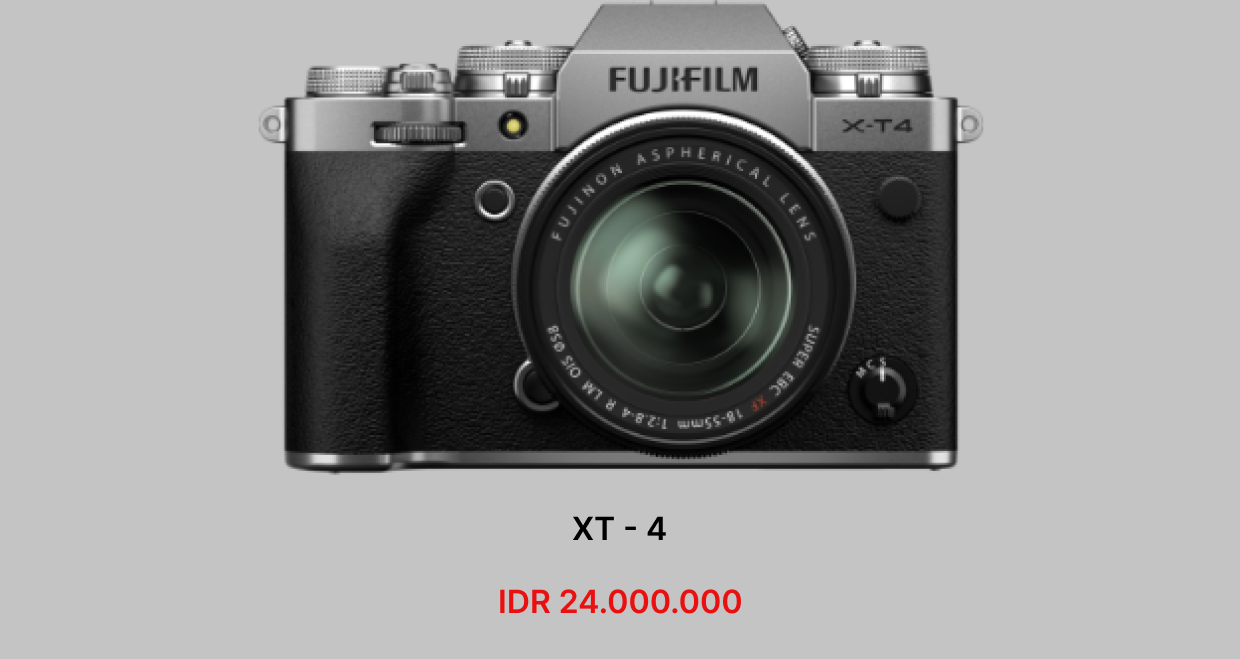 FUJIFILM
X-T4
FUJINON ASPHERICAL LENS
SUPER EBC XF 18-55mm 1:2.8-4 R LM OIS Ø58
M C S
XT - 4
IDR 24.000.000